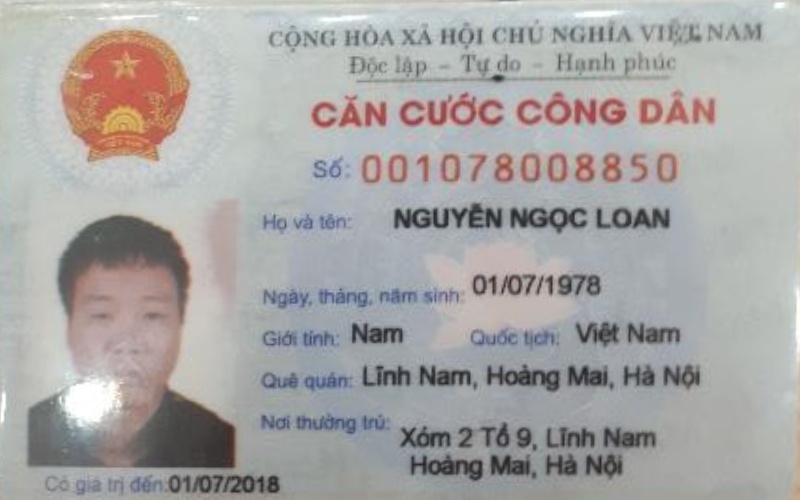 CỘNG HÒA XÃ HỘI CHỦ NGHĨA VIỆT NAM
Độc lập – Tự do – Hạnh phúc
CĂN CƯỚC CÔNG DÂN
Số: 001078008850
Họ và tên: NGUYỄN NGỌC LOAN
Ngày, tháng, năm sinh: 01/07/1978
Giới tính: Nam Quốc tịch: Việt Nam
Quê quán: Lĩnh Nam, Hoàng Mai, Hà Nội
Nơi thường trú: Xóm 2 Tổ 9, Lĩnh Nam
Hoàng Mai, Hà Nội
Có giá trị đến: 01/07/2018